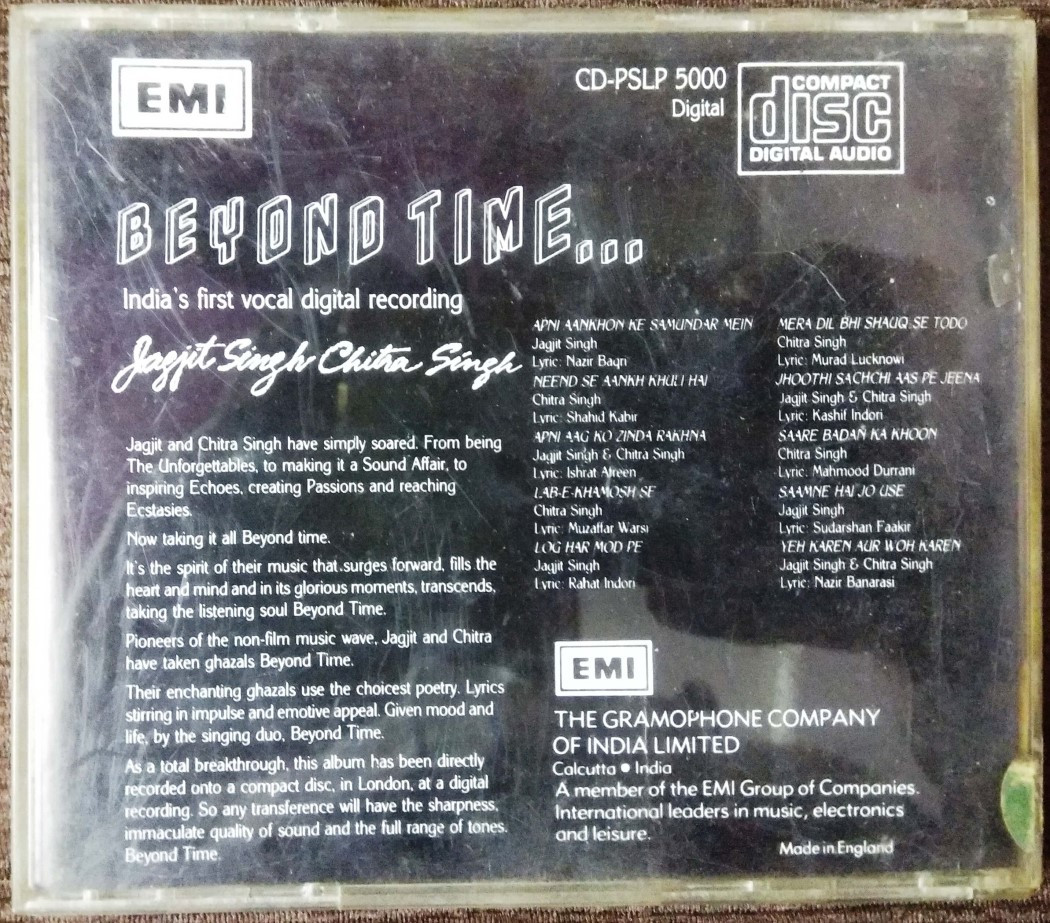 EMI
CD-PSLP 5000
Digital
COMPACT
disc
DIGITAL AUDIO
BEYOND TIME...
India's first vocal digital recording
Jagjit Singh Chitra Singh
Jagjit and Chitra Singh have simply soared. From being
The Unforgettables, to making it a Sound Affair, to
inspiring Echoes, creating Passions and reaching
Ecstasies.
Now taking it all Beyond time.
It's the spirit of their music that surges forward, fills the
heart and mind and in its glorious moments, transcends,
taking the listening soul Beyond Time.
Pioneers of the non-film music wave, Jagjit and Chitra
have taken ghazals Beyond Time.
Their enchanting ghazals use the choicest poetry. Lyrics
stirring in impulse and emotive appeal. Given mood and
life, by the singing duo, Beyond Time.
As a total breakthrough, this album has been directly
recorded onto a compact disc, in London, at a digital
recording. So any transference will have the sharpness,
immaculate quality of sound and the full range of tones.
Beyond Time.
APNI AANKHON KE SAMUNDAR MEIN
Jagjit Singh
Lyric: Nazir Baqri
NEEND SE AANKH KHULI HAI
Chitra Singh
Lyric: Shahid Kabir
APNI AAG KO ZINDA RAKHNA
Jagjit Singh & Chitra Singh
Lyric: Ishrat Afreen
LAB-E-KHAMOSH SE
Chitra Singh
Lyric: Muzaffar Warsi
LOG HAR MOD PE
Jagjit Singh
Lyric: Rahat Indori
MERA DIL BHI SHAUQ SE TODO
Chitra Singh
Lyric: Murad Lucknowi
JHOOTHI SACHCHI AAS PE JEENA
Jagjit Singh & Chitra Singh
Lyric: Kashif Indori
SAARE BADAN KA KHOON
Chitra Singh
Lyric: Mahmood Durrani
SAAMNE HAI JO USE
Jagjit Singh
Lyric: Sudarshan Faakir
YEH KAREN AUR WOH KAREN
Jagjit Singh & Chitra Singh
Lyric: Nazir Banarasi
EMI
THE GRAMOPHONE COMPANY
OF INDIA LIMITED
Calcutta • India
A member of the EMI Group of Companies.
International leaders in music, electronics
and leisure.
Made in England